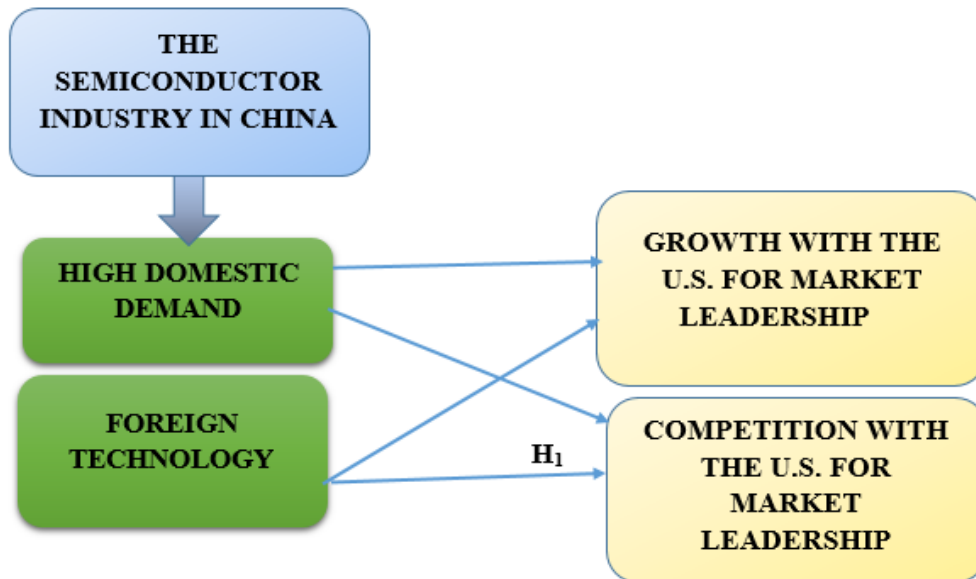 THE
SEMICONDUCTOR
INDUSTRY IN CHINA
HIGH DOMESTIC
DEMAND
FOREIGN
TECHNOLOGY
GROWTH WITH THE
U.S. FOR MARKET
LEADERSHIP
H₁
COMPETITION WITH
THE U.S. FOR
MARKET
LEADERSHIP